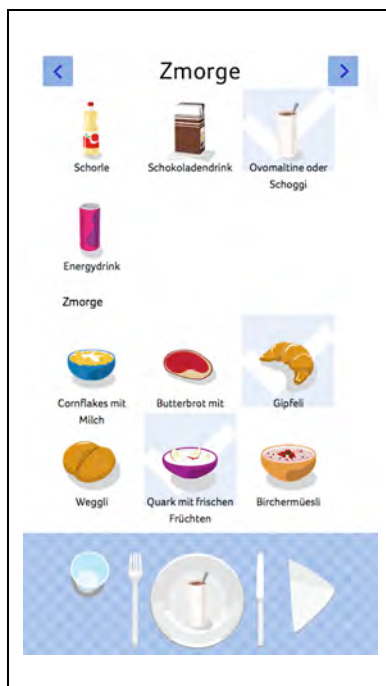 Zmorge
Schorle
Schokoladendrink
Ovomaltine oder
Schoggi
Energydrink
Zmorge
Cornflakes mit
Milch
Butterbrot mit
Gipfeli
Weggli
Quark mit frischen
Früchten
Birchermüesli